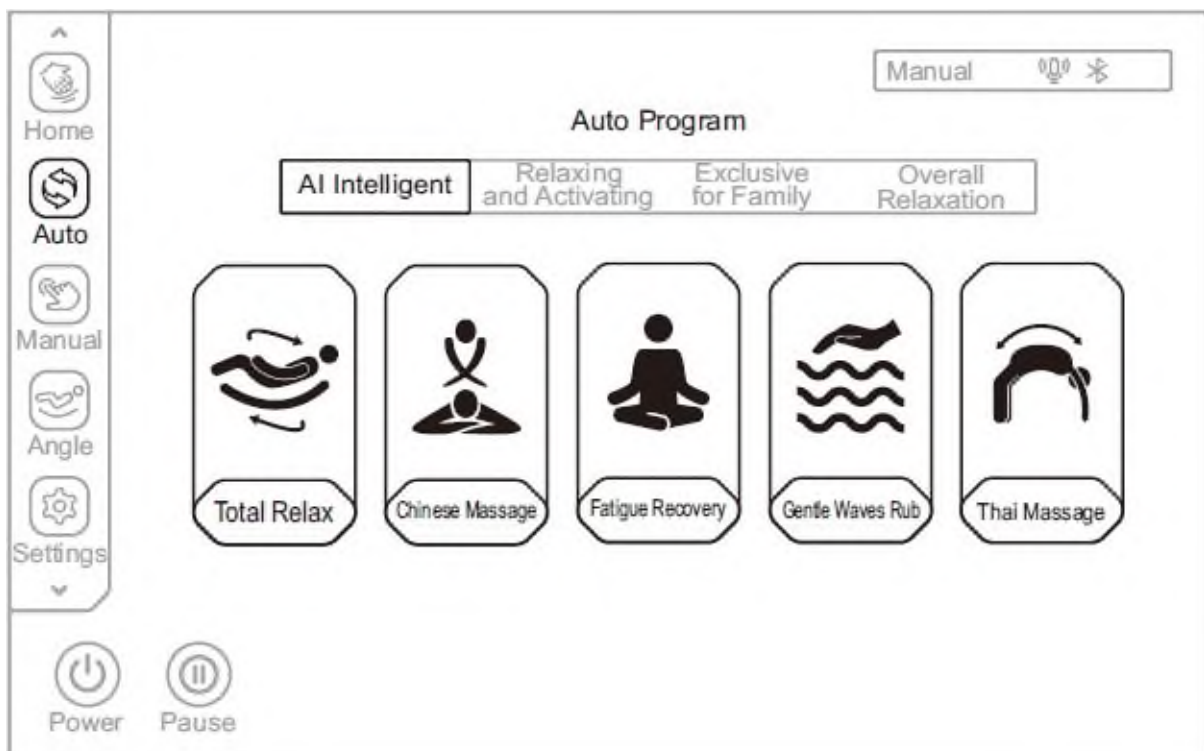 Home
Auto
Manual
Angle
Settings
Power
Pause
Manual
Auto Program
AI Intelligent
Relaxing
and Activating
Exclusive
for Family
Overall
Relaxation
Total Relax
Chinese Massage
Fatigue Recovery
Gentle Waves Rub
Thai Massage